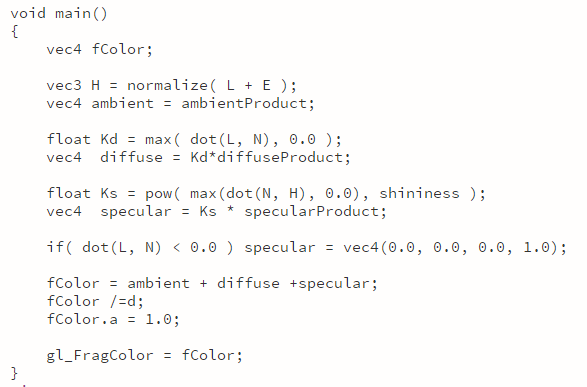 void main()
{
    vec4 fColor;

    vec3 H = normalize( L + E );
    vec4 ambient = ambientProduct;

    float Kd = max( dot(L, N), 0.0 );
    vec4  diffuse = Kd*diffuseProduct;

    float Ks = pow( max(dot(N, H), 0.0), shininess );
    vec4  specular = Ks * specularProduct;

    if( dot(L, N) < 0.0 ) specular = vec4(0.0, 0.0, 0.0, 1.0);

    fColor = ambient + diffuse +specular;
    fColor /=d;
    fColor.a = 1.0;

    gl_FragColor = fColor;
}